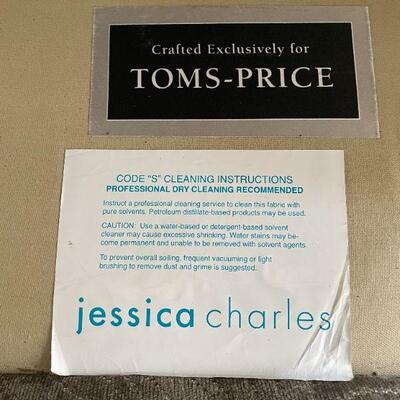 Crafted Exclusively for
TOMS-PRICE
CODE "S" CLEANING INSTRUCTIONS
PROFESSIONAL DRY CLEANING RECOMMENDED
Instruct a professional cleaning service to clean this fabric with
pure solvents. Petroleum distillate-based products may be used.
CAUTION: Use a water-based or detergent-based solvent
cleaner may cause excessive shrinking. Water stains may be-
come permanent and unable to be removed with solvent agents.
To prevent overall soiling, frequent vacuuming or light
brushing to remove dust and grime is suggested.
jessica charles